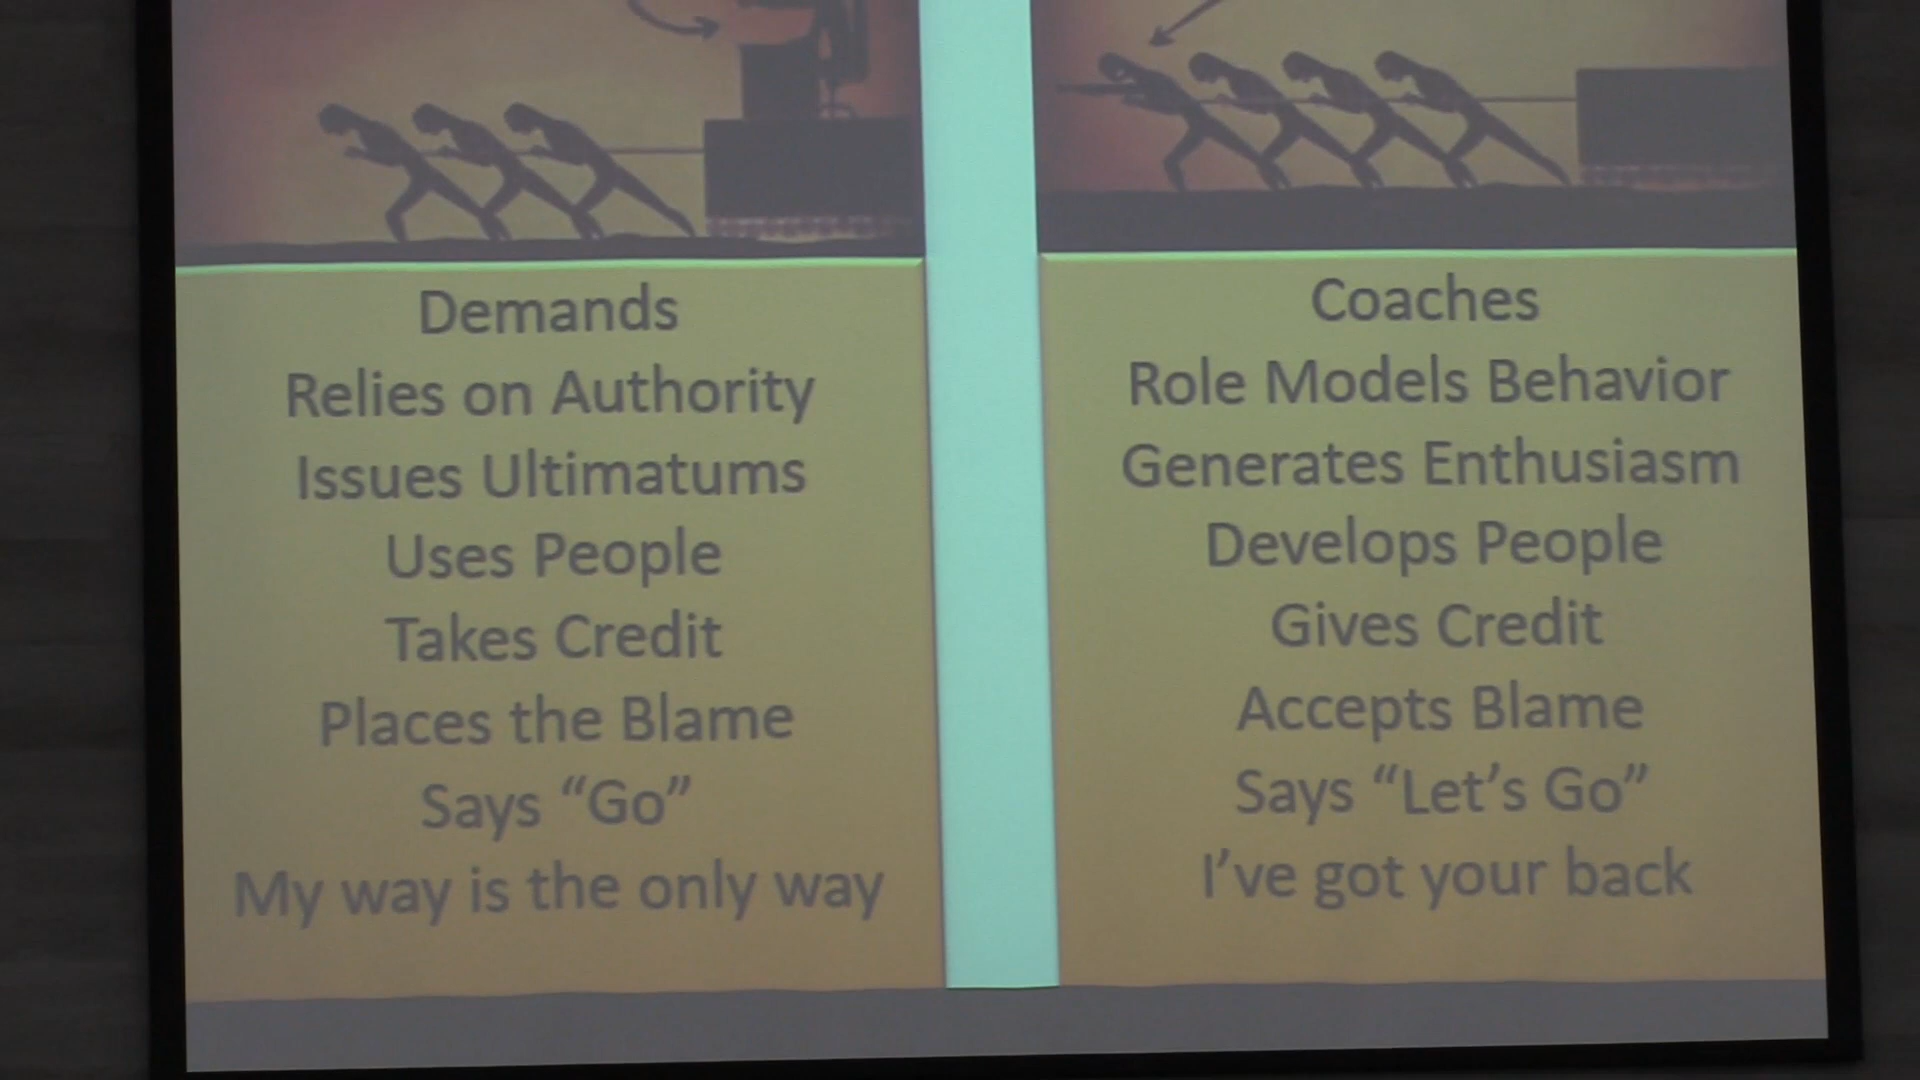 Demands
Relies on Authority
Issues Ultimatums
Uses People
Takes Credit
Places the Blame
Says “Go”
My way is the only way
Coaches
Role Models Behavior
Generates Enthusiasm
Develops People
Gives Credit
Accepts Blame
Says “Let’s Go”
I’ve got your back